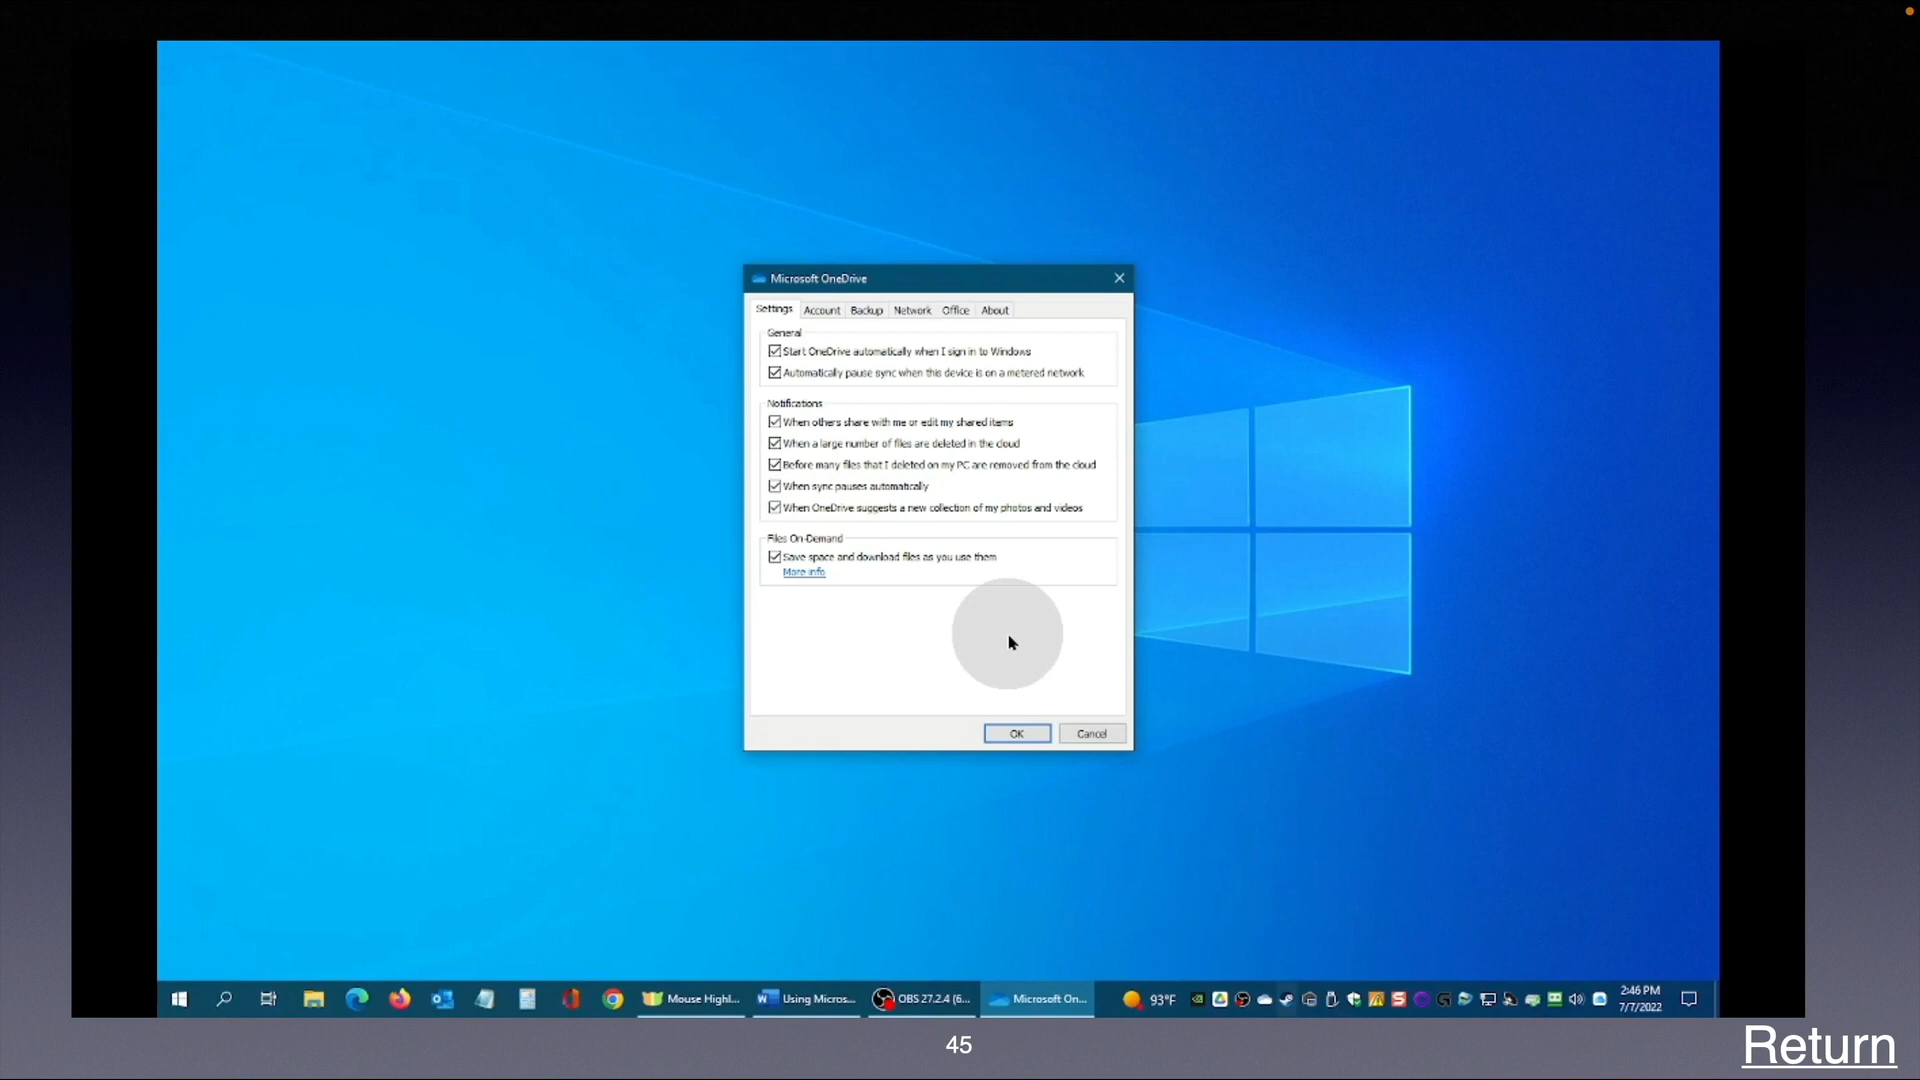 Microsoft OneDrive
Settings Account Backup Network Office About
General
Start OneDrive automatically when I sign in to Windows
Automatically pause sync when this device is on a metered network
Notifications
When others share with me or edit my shared items
When a large number of files are deleted in the cloud
Before many files that I deleted on my PC are removed from the cloud
When sync pauses automatically
When OneDrive suggests a new collection of my photos and videos
Files On-Demand
Save space and download files as you use them
More info
OK Cancel
Mouse Highl... Using Micros... OBS 27.2.4 (6... Microsoft On... 93°F 2:46 PM
7/7/2022
45
Return